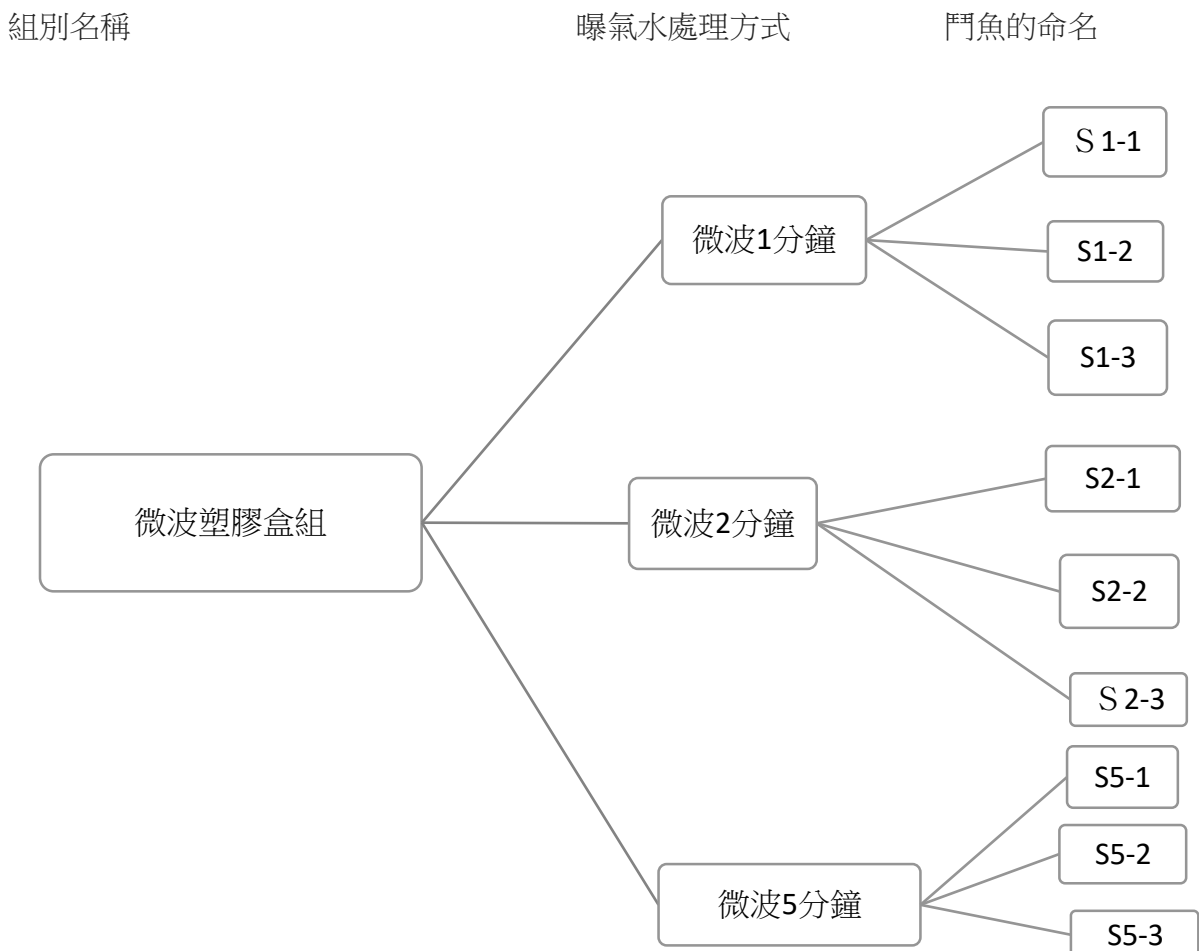 組別名稱 曝氣水處理方式 鬥魚的命名
Ｓ1-1
微波1分鐘
S1-2
S1-3
微波塑膠盒組
微波2分鐘
S2-1
S2-2
Ｓ2-3
微波5分鐘
S5-1
S5-2
S5-3